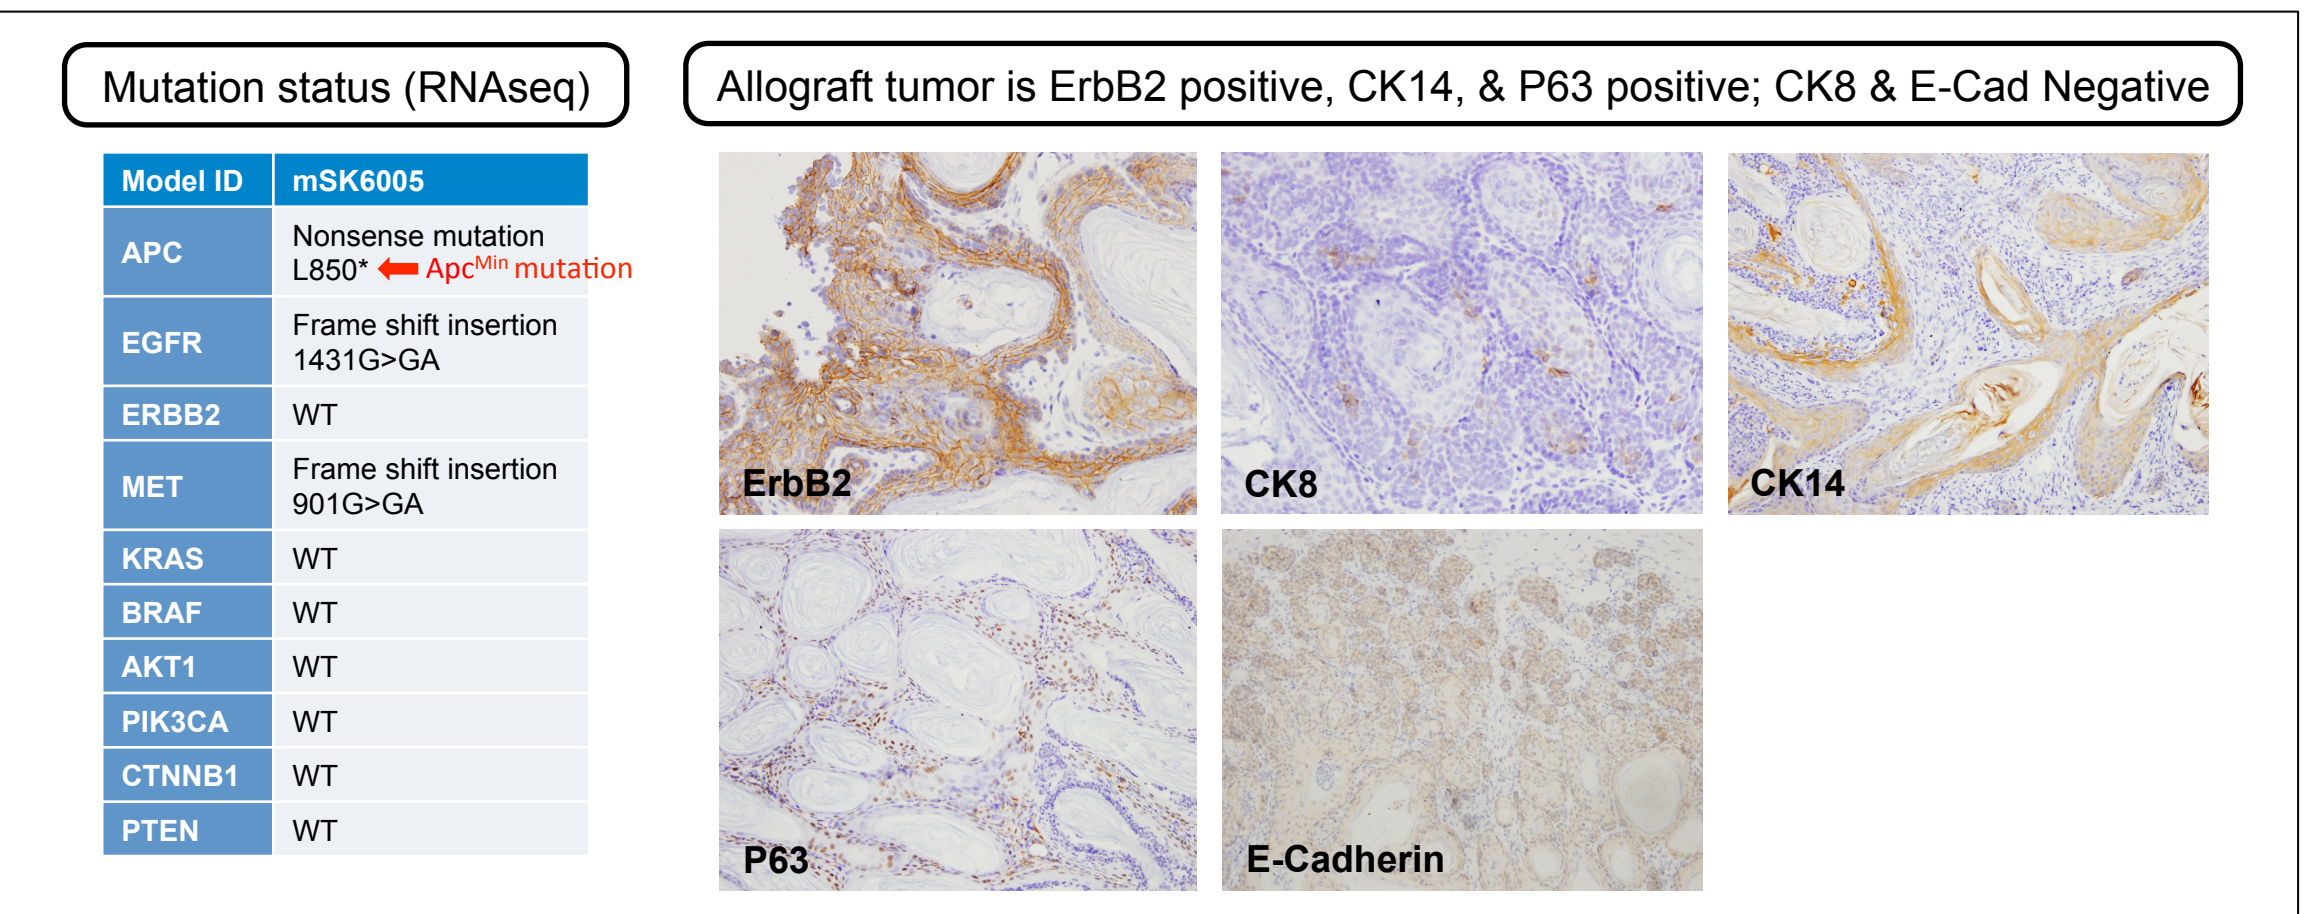 Mutation status (RNAseq)
Allograft tumor is ErbB2 positive, CK14, & P63 positive; CK8 & E-Cad Negative
Model ID mSK6005
APC Nonsense mutation
L850* ApcMin mutation
EGFR Frame shift insertion
1431G>GA
ERBB2 WT
MET Frame shift insertion
901G>GA
KRAS WT
BRAF WT
AKT1 WT
PIK3CA WT
CTNNB1 WT
PTEN WT
ErbB2
CK8
CK14
P63
E-Cadherin